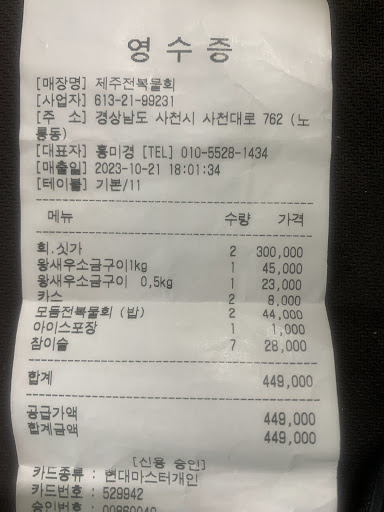 영 수 증
[매장명] 제주전복물회
[사업자] 613-21-99231
[주 소] 경상남도 사천시 사천대로 762 (노
룡동)
[대표자] 홍미경 [TEL] 010-5528-1434
[매출일] 2023-10-21 18:01:34
[테이블] 기본/11
메뉴 수량 가격
회.싯가 2 300,000
왕새우소금구이1kg 1 45,000
왕새우소금구이 0,5kg 1 23,000
카스 2 8,000
모듬전복물회 (밥) 2 44,000
아이스포장 1 1,000
참이슬 7 28,000
합계 449,000
공급가액 449,000
합계금액 449,000
[신용 승인]
카드종류 : 현대마스터개인
카드번호 : 529942
승인번호 : 00860040